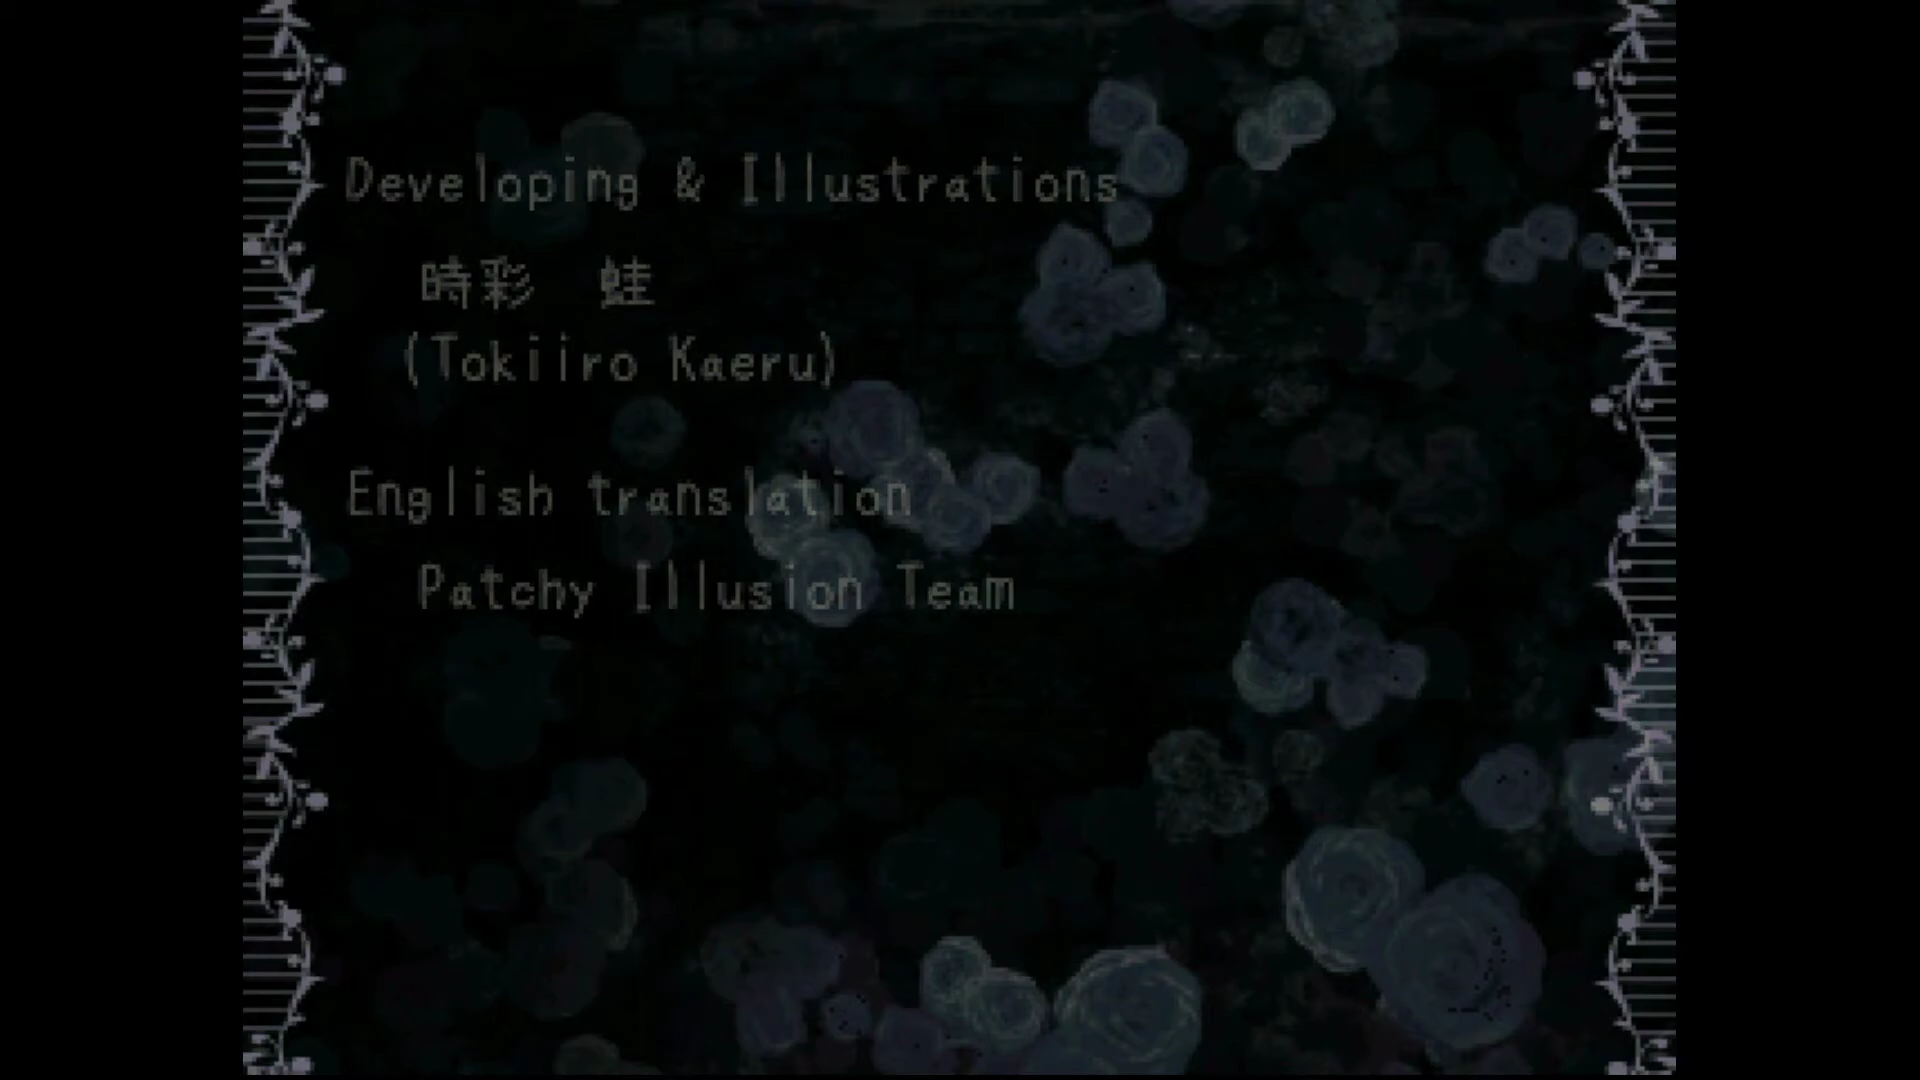 Developing & Illustrations
時彩　蛙
(Tokiiro Kaeru)
English translation
Patchy Illusion Team